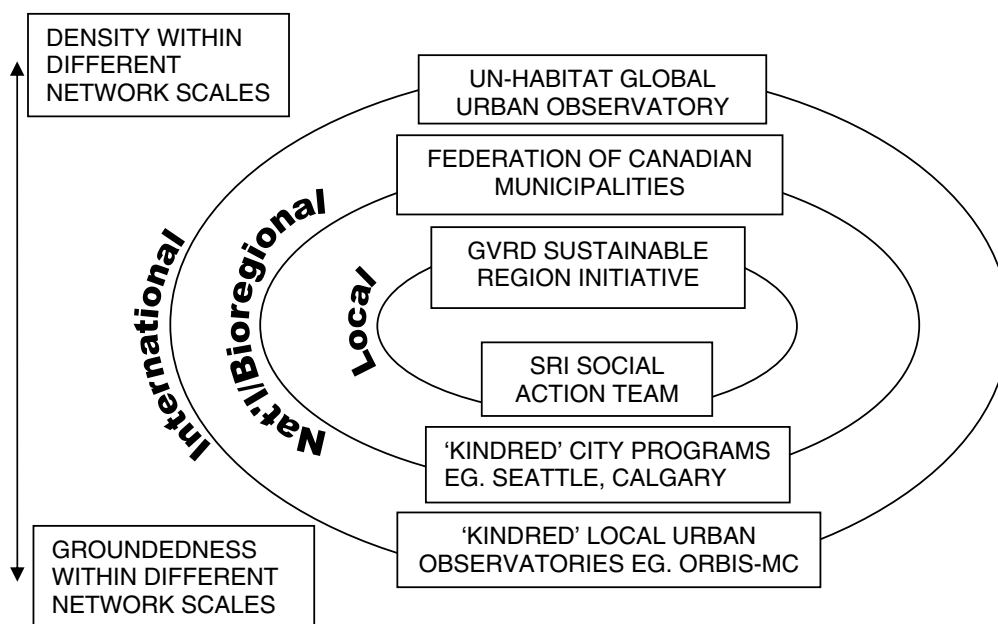 DENSITY WITHIN
DIFFERENT
NETWORK SCALES
UN-HABITAT GLOBAL
URBAN OBSERVATORY
FEDERATION OF CANADIAN
MUNICIPALITIES
GVRD SUSTAINABLE
REGION INITIATIVE
International
Nat'l/Bioregional
Local
SRI SOCIAL
ACTION TEAM
‘KINDRED’ CITY PROGRAMS
EG. SEATTLE, CALGARY
‘KINDRED’ LOCAL URBAN
OBSERVATORIES EG. ORBIS-MC
GROUNDEDNESS
WITHIN DIFFERENT
NETWORK SCALES